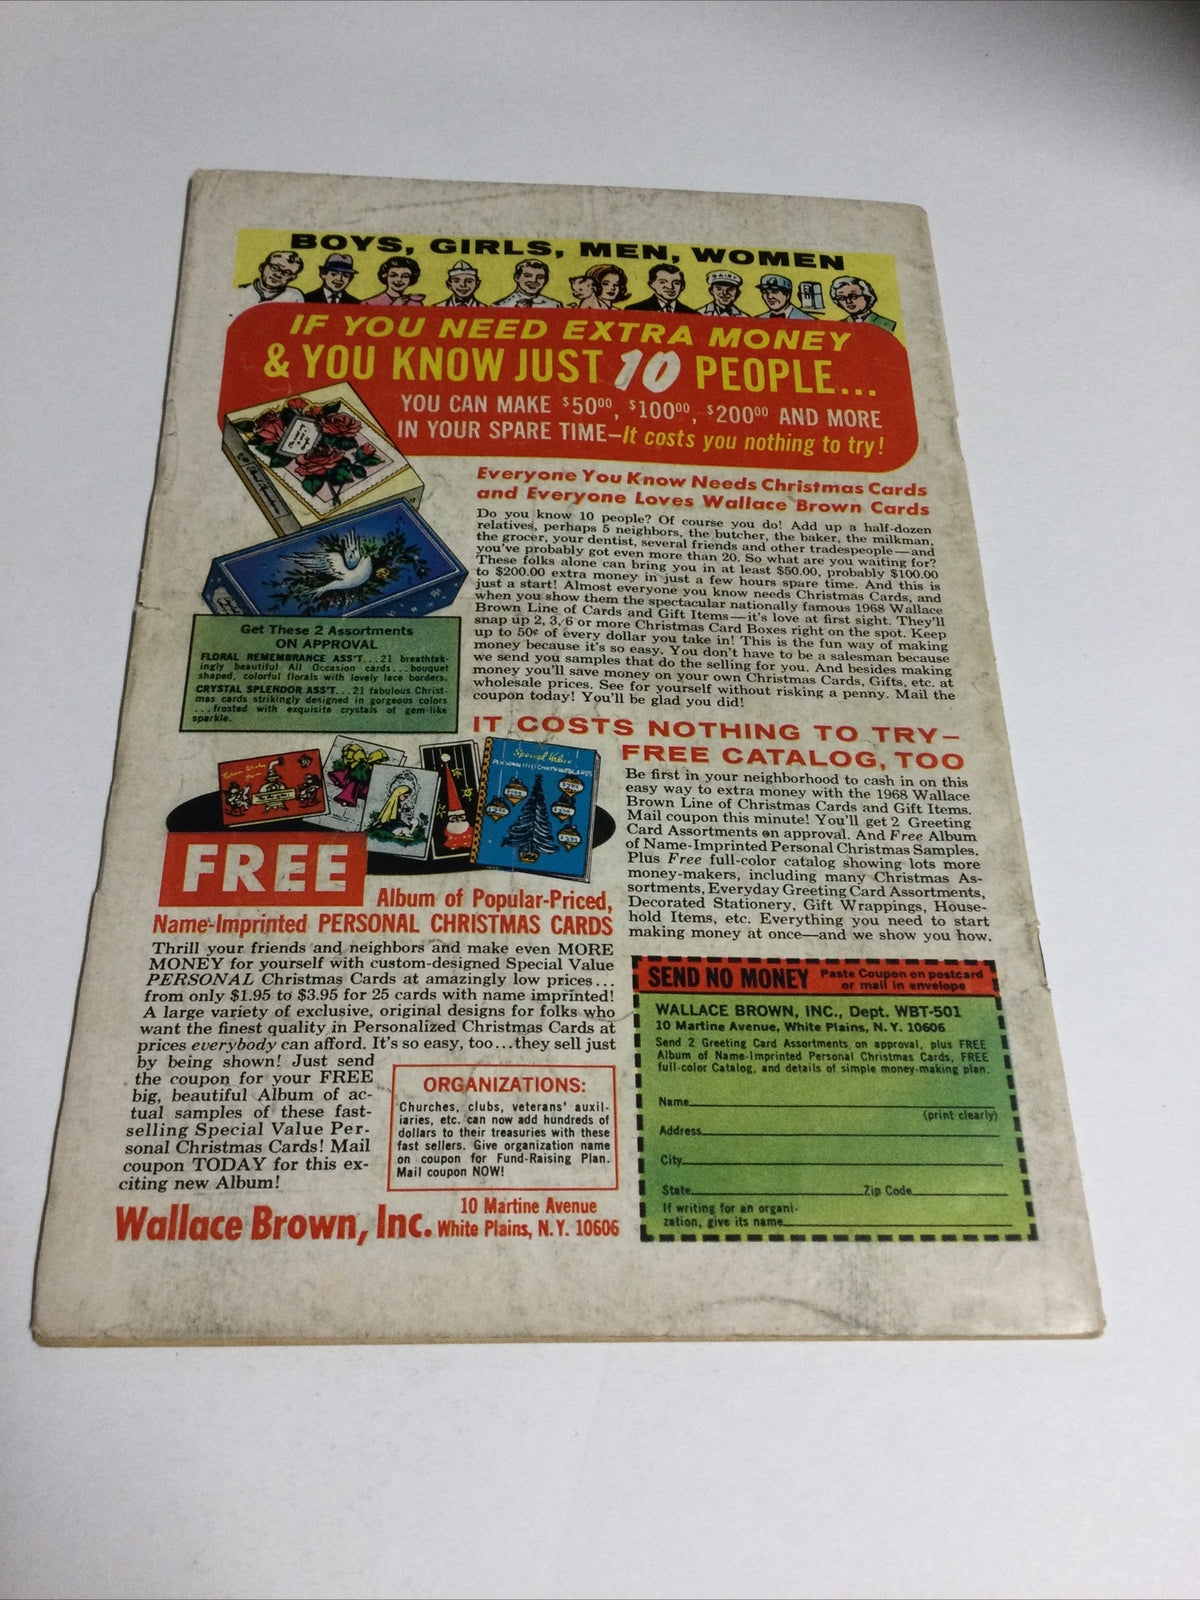 BOYS, GIRLS, MEN, WOMEN
IF YOU NEED EXTRA MONEY
& YOU KNOW JUST 10 PEOPLE...
YOU CAN MAKE $50⁰⁰, $100⁰⁰, $200⁰⁰ AND MORE
IN YOUR SPARE TIME—It costs you nothing to try!
Everyone You Know Needs Christmas Cards
and Everyone Loves Wallace Brown Cards
Do you know 10 people? Of course you do! Add up a half-dozen
relatives, perhaps 5 neighbors, the butcher, the baker, the milkman,
the grocer, your dentist, several friends and other tradespeople—and
you've probably got even more than 20. So what are you waiting for?
These folks alone can bring you in at least $50.00, probably $100.00
to $200.00 extra money in just a few hours spare time. And this is
just a start! Almost everyone you know needs Christmas Cards, and
when you show them the spectacular nationally famous 1968 Wallace
Brown Line of Cards and Gift Items—it's love at first sight. They'll
snap up 2, 3, 6 or more Christmas Card Boxes right on the spot. Keep
up to 50¢ of every dollar you take in! This is the fun way of making
money because it's so easy. You don't have to be a salesman because
we send you samples that do the selling for you. And besides making
money you'll save money on your own Christmas Cards, Gifts, etc. at
wholesale prices. See for yourself without risking a penny. Mail the
coupon today! You'll be glad you did!
Get These 2 Assortments
ON APPROVAL
FLORAL REMEMBRANCE ASS'T...21 breathtak-
ingly beautiful All Occasion cards...bouquet
shaped, colorful florals with lovely lace borders.
CRYSTAL SPLENDOR ASS'T...21 fabulous Christ-
mas cards strikingly designed in gorgeous colors
...frosted with exquisite crystals of gem-like
sparkle.
IT COSTS NOTHING TO TRY—
FREE CATALOG, TOO
Be first in your neighborhood to cash in on this
easy way to extra money with the 1968 Wallace
Brown Line of Christmas Cards and Gift Items.
Mail coupon this minute! You'll get 2 Greeting
Card Assortments on approval. And Free Album
of Name-Imprinted Personal Christmas Samples.
Plus Free full-color catalog showing lots more
money-makers, including many Christmas As-
sortments, Everyday Greeting Card Assortments,
Decorated Stationery, Gift Wrappings, House-
hold Items, etc. Everything you need to start
making money at once—and we show you how.
Special Value
FREE
Album of Popular-Priced,
Name-Imprinted PERSONAL CHRISTMAS CARDS
Thrill your friends and neighbors and make even MORE
MONEY for yourself with custom-designed Special Value
PERSONAL Christmas Cards at amazingly low prices...
from only $1.95 to $3.95 for 25 cards with name imprinted!
A large variety of exclusive, original designs for folks who
want the finest quality in Personalized Christmas Cards at
prices everybody can afford. It's so easy, too...they sell just
by being shown! Just send
the coupon for your FREE
big, beautiful Album of ac-
tual samples of these fast-
selling Special Value Per-
sonal Christmas Cards! Mail
coupon TODAY for this ex-
citing new Album!
ORGANIZATIONS:
Churches, clubs, veterans' auxil-
iaries, etc. can now add hundreds of
dollars to their treasuries with these
fast sellers. Give organization name
on coupon for Fund-Raising Plan.
Mail coupon NOW!
Wallace Brown, Inc.
10 Martine Avenue
White Plains, N.Y. 10606
SEND NO MONEY
Paste Coupon on postcard
or mail in envelope
WALLACE BROWN, INC., Dept. WBT-501
10 Martine Avenue, White Plains, N.Y. 10606
Send 2 Greeting Card Assortments on approval, plus FREE
Album of Name-Imprinted Personal Christmas Cards, FREE
full-color Catalog, and details of simple money-making plan.
Name
(print clearly)
Address
City
State Zip Code
If writing for an organi-
zation, give its name